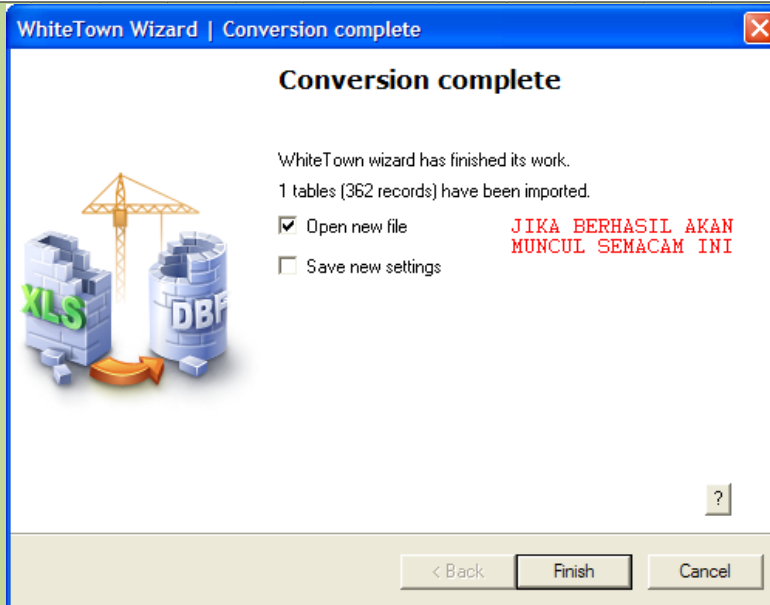 WhiteTown Wizard | Conversion complete
Conversion complete
WhiteTown wizard has finished its work.
1 tables (362 records) have been imported.
Open new file
JIKA BERHASIL AKAN
MUNCUL SEMACAM INI
Save new settings
XLS
DBF
?
< Back
Finish
Cancel